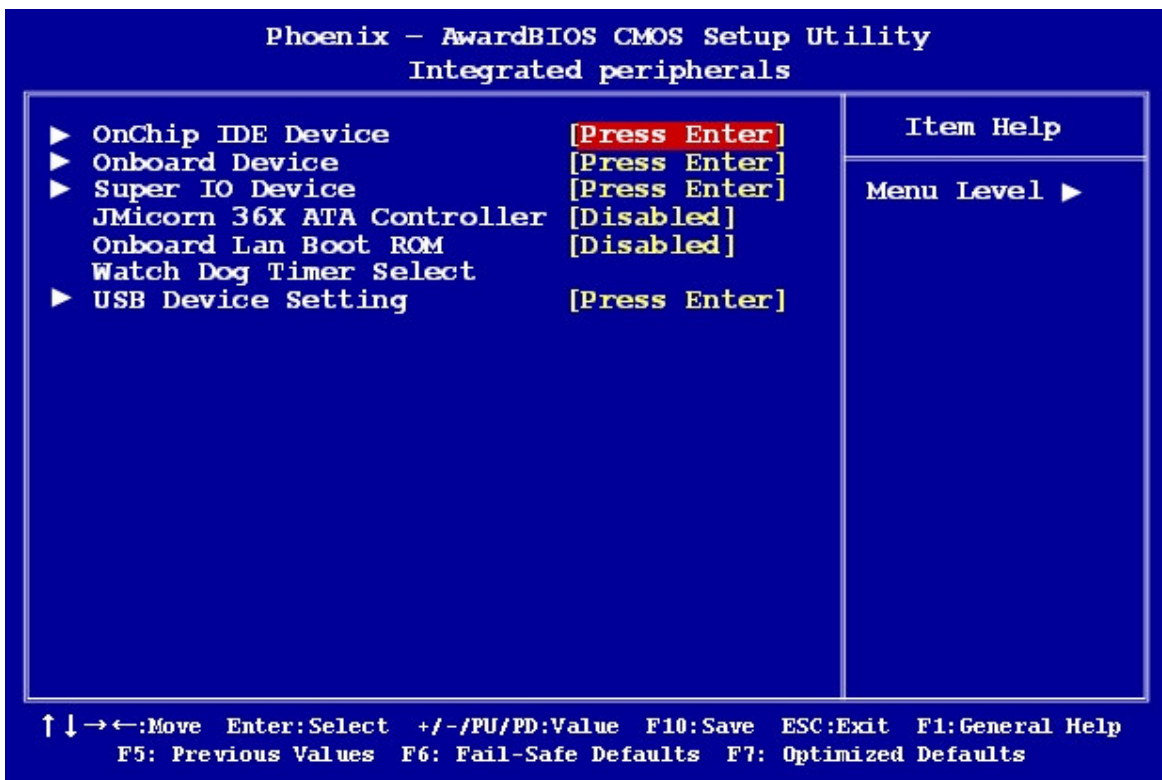 Phoenix – AwardBIOS CMOS Setup Utility
Integrated peripherals
▶ OnChip IDE Device [Press Enter]
▶ Onboard Device [Press Enter]
▶ Super IO Device [Press Enter]
JMicorn 36X ATA Controller [Disabled]
Onboard Lan Boot ROM [Disabled]
Watch Dog Timer Select
▶ USB Device Setting [Press Enter]
Item Help
Menu Level ▶
↑↓→←:Move Enter:Select +/-/PU/PD:Value F10:Save ESC:Exit F1:General Help
F5: Previous Values F6: Fail-Safe Defaults F7: Optimized Defaults